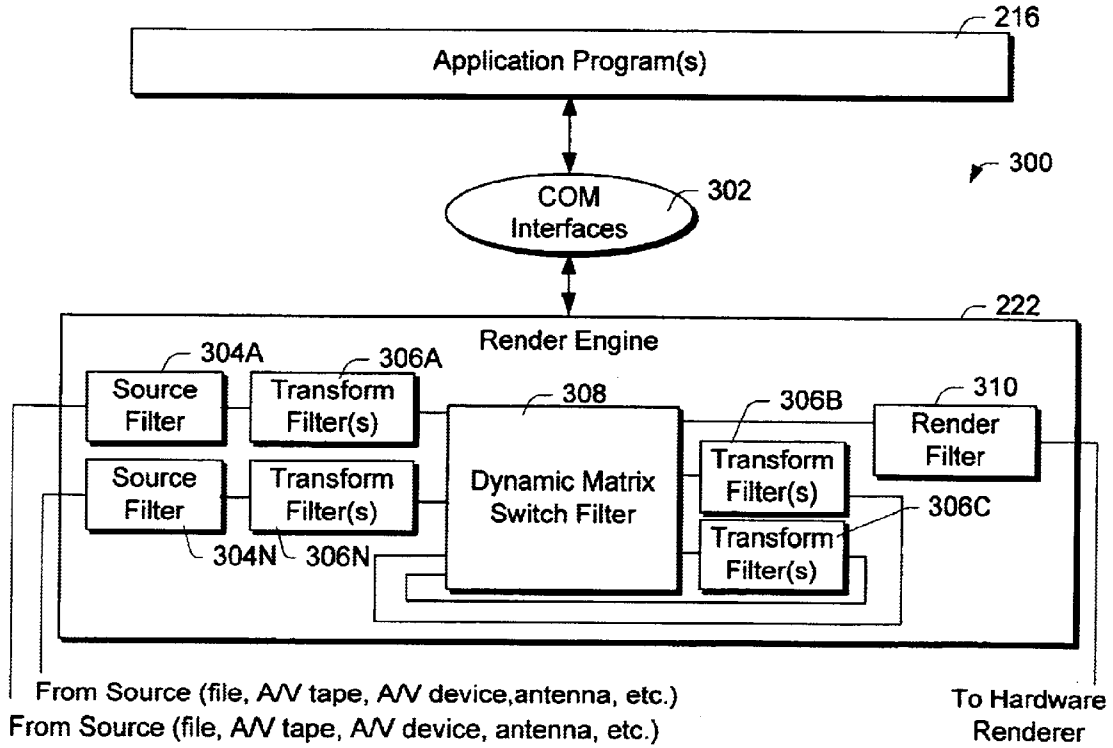 216
Application Program(s)
300
COM
Interfaces
302
222
Render Engine
304A
306A
308
306B
310
Source
Filter
Transform
Filter(s)
Dynamic Matrix
Switch Filter
Transform
Filter(s)
Render
Filter
Source
Filter
Transform
Filter(s)
306C
Transform
Filter(s)
304N
306N
From Source (file, A/V tape, A/V device,antenna, etc.)
From Source (file, A/V tape, A/V device, antenna, etc.)
To Hardware
Renderer